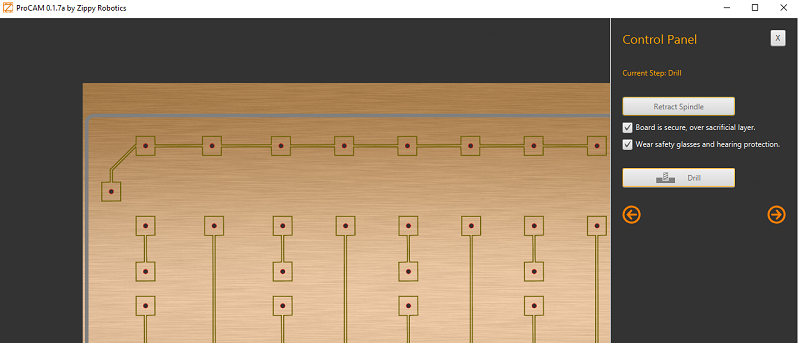 ProCAM 0.1.7a by Zippy Robotics
Control Panel
X
Current Step: Drill
Retract Spindle
Board is secure, over sacrificial layer.
Wear safety glasses and hearing protection.
Drill